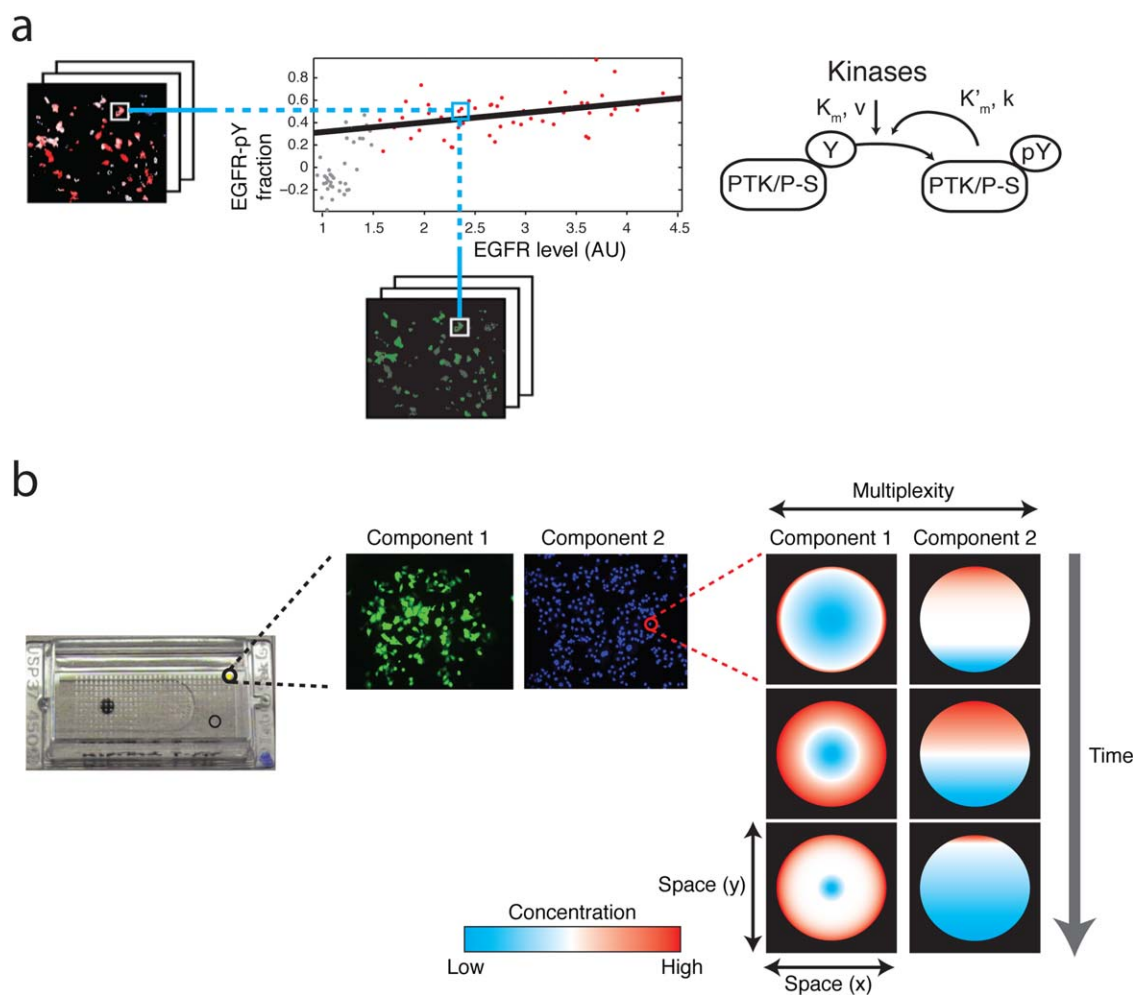 a
EGFR-pY
fraction
0.8
0.6
0.4
0.2
0
−0.2
1
1.5
2
2.5
3
3.5
4
4.5
EGFR level (AU)
Kinases
Km, v
K'm, k
Y
pY
PTK/P-S
PTK/P-S
b
Multiplexity
Component 1
Component 2
Component 1
Component 2
Time
Space (y)
Space (x)
Concentration
Low
High